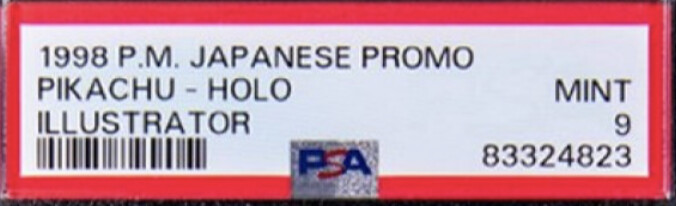 1998 P.M. JAPANESE PROMO
PIKACHU - HOLO MINT
ILLUSTRATOR 9
PSA 83324823